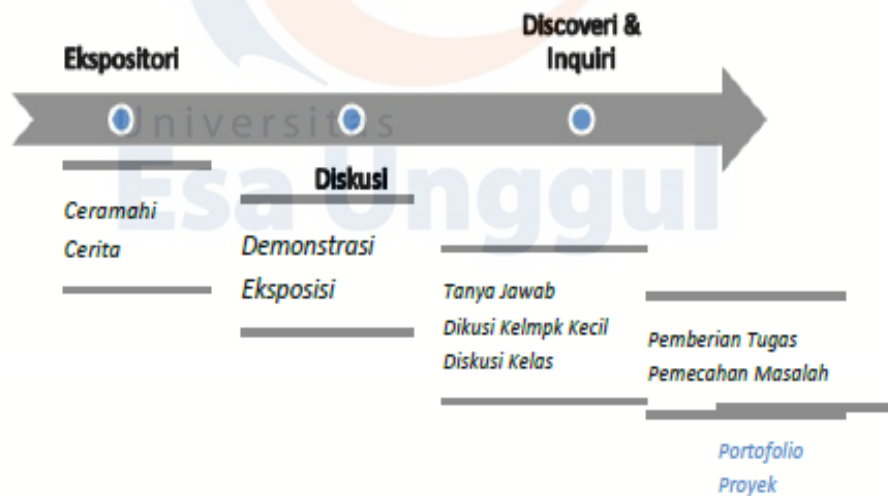 Discoveri &
Inquiri
Ekspositori
Universitas
Esa Unggul
Diskusi
Ceramahi
Cerita
Demonstrasi
Eksposisi
Tanya Jawab
Dikusi Kelmpk Kecil
Diskusi Kelas
Pemberian Tugas
Pemecahan Masalah
Portofolio
Proyek